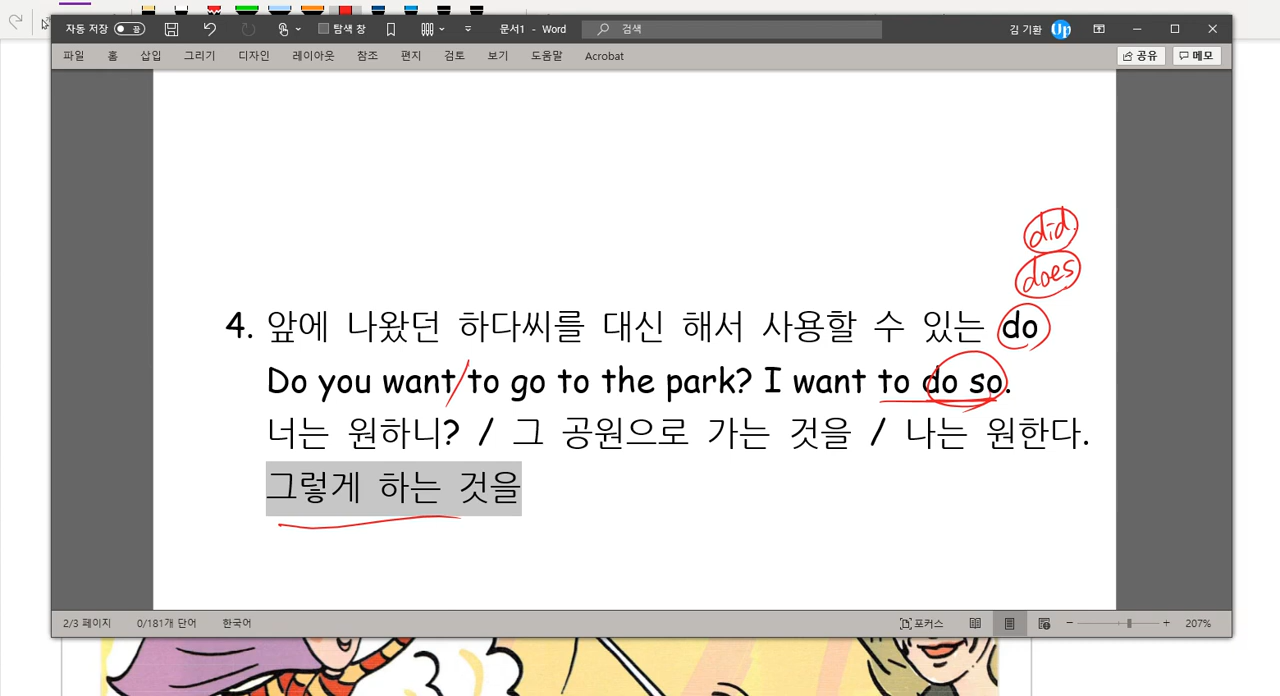 자동 저장 끔 탐색 창 문서1 - Word 검색 김 기환 Up
파일 홈 삽입 그리기 디자인 레이아웃 참조 편지 검토 보기 도움말 Acrobat 공유 메모
did.
does
4. 앞에 나왔던 하다씨를 대신 해서 사용할 수 있는 do
Do you want to go to the park? I want to do so.
너는 원하니? / 그 공원으로 가는 것을 / 나는 원한다.
그렇게 하는 것을
2/3 페이지 0/181개 단어 한국어 포커스 207%